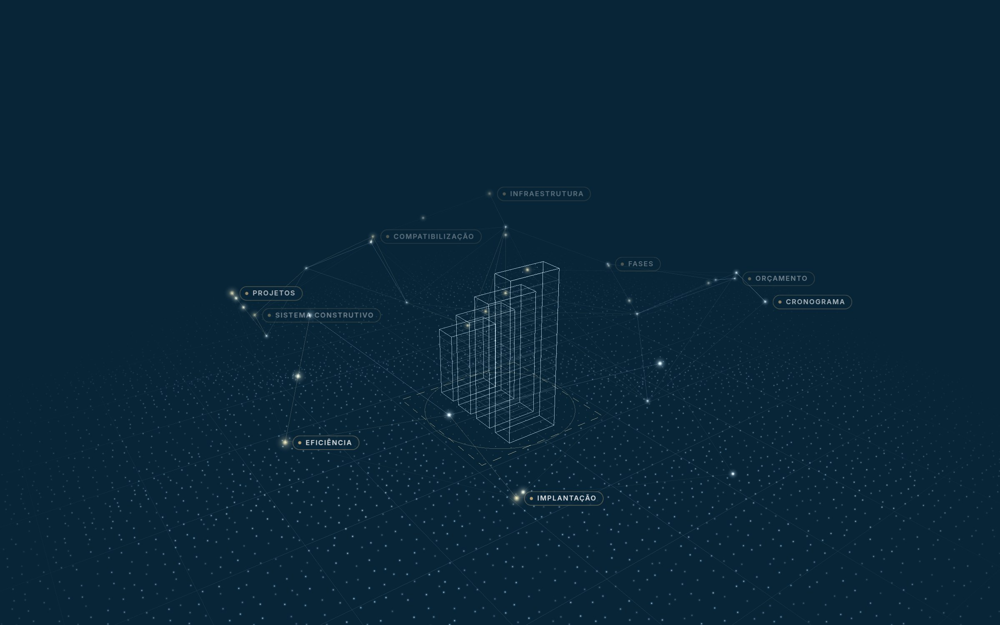 INFRAESTRUTURA
COMPATIBILIZAÇÃO
FASES
ORÇAMENTO
PROJETOS
CRONOGRAMA
SISTEMA CONSTRUTIVO
EFICIÊNCIA
IMPLANTAÇÃO